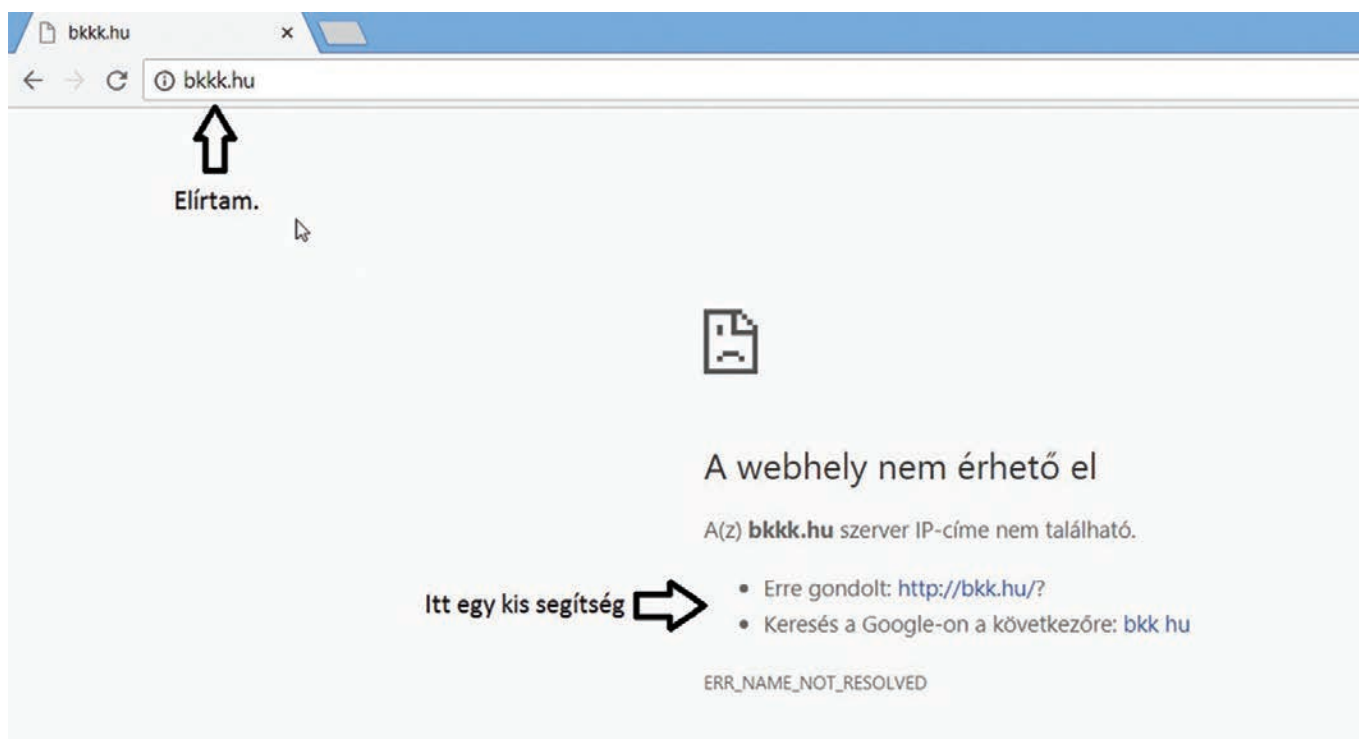 bkkk.hu
bkkk.hu
Elírtam.
A webhely nem érhető el
A(z) bkkk.hu szerver IP-címe nem található.
Itt egy kis segítség
• Erre gondolt: http://bkk.hu/?
• Keresés a Google-on a következőre: bkk hu
ERR_NAME_NOT_RESOLVED